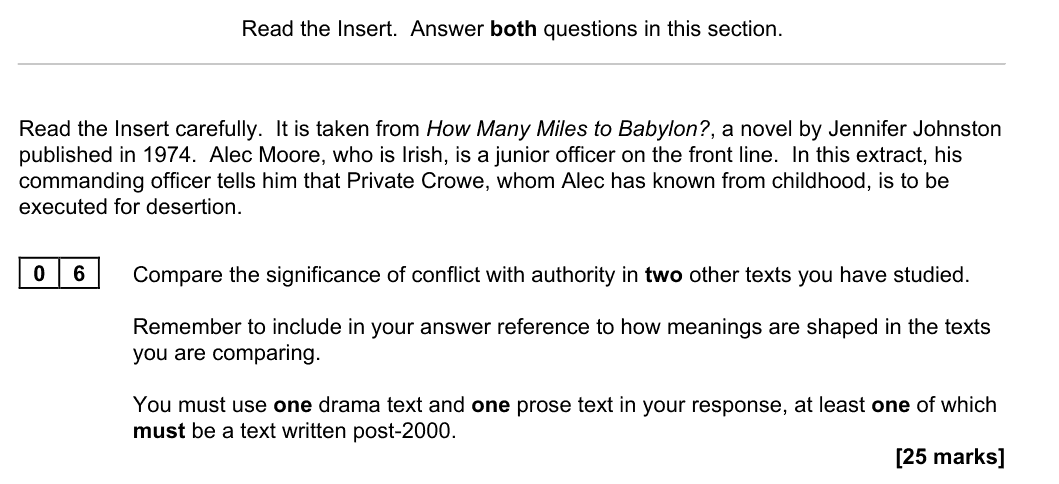 Read the Insert. Answer both questions in this section.
Read the Insert carefully. It is taken from How Many Miles to Babylon?, a novel by Jennifer Johnston
published in 1974. Alec Moore, who is Irish, is a junior officer on the front line. In this extract, his
commanding officer tells him that Private Crowe, whom Alec has known from childhood, is to be
executed for desertion.
0 6 Compare the significance of conflict with authority in two other texts you have studied.
Remember to include in your answer reference to how meanings are shaped in the texts
you are comparing.
You must use one drama text and one prose text in your response, at least one of which
must be a text written post-2000.
[25 marks]